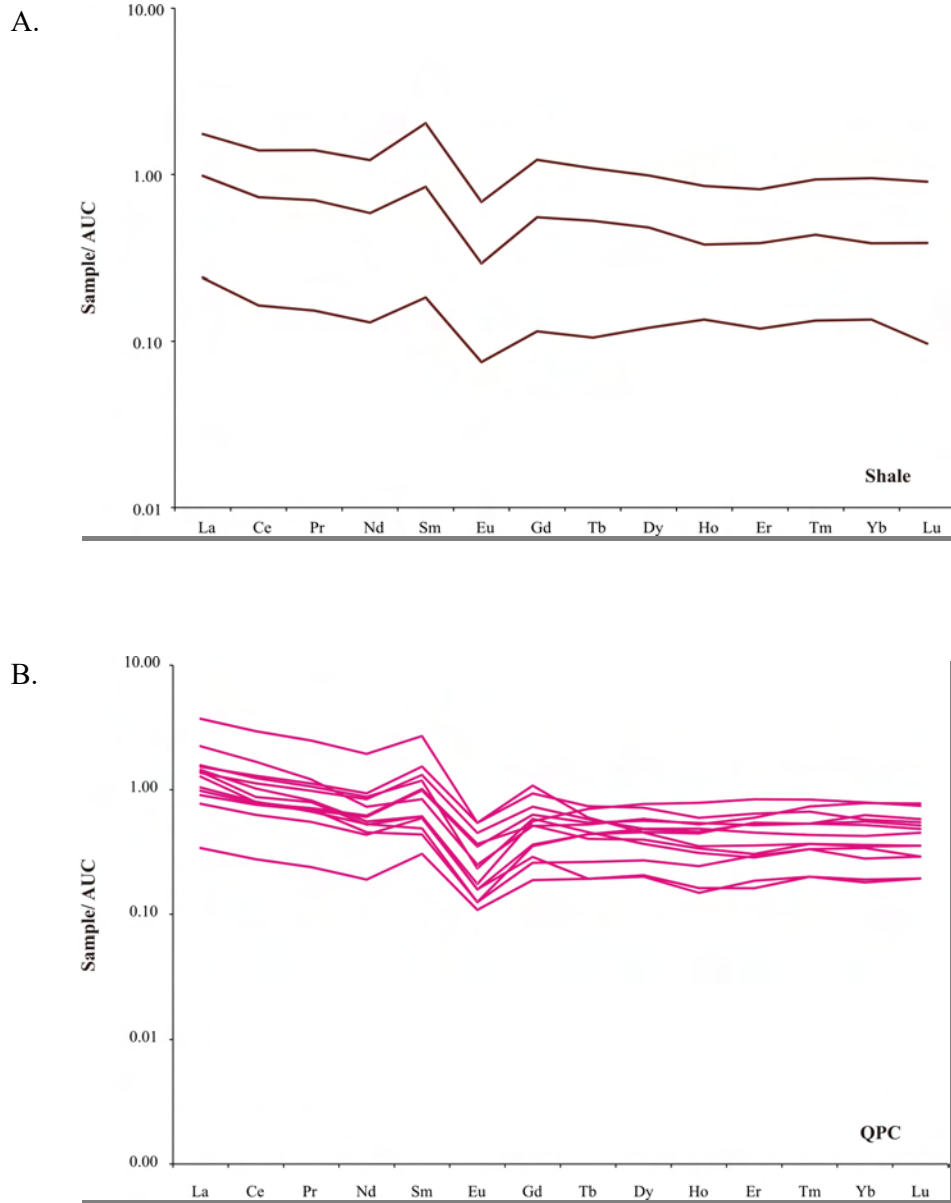 A.
10.00
1.00
0.10
0.01
Sample/ AUC
Shale
La Ce Pr Nd Sm Eu Gd Tb Dy Ho Er Tm Yb Lu
B.
10.00
1.00
0.10
0.01
0.00
Sample/ AUC
QPC
La Ce Pr Nd Sm Eu Gd Tb Dy Ho Er Tm Yb Lu